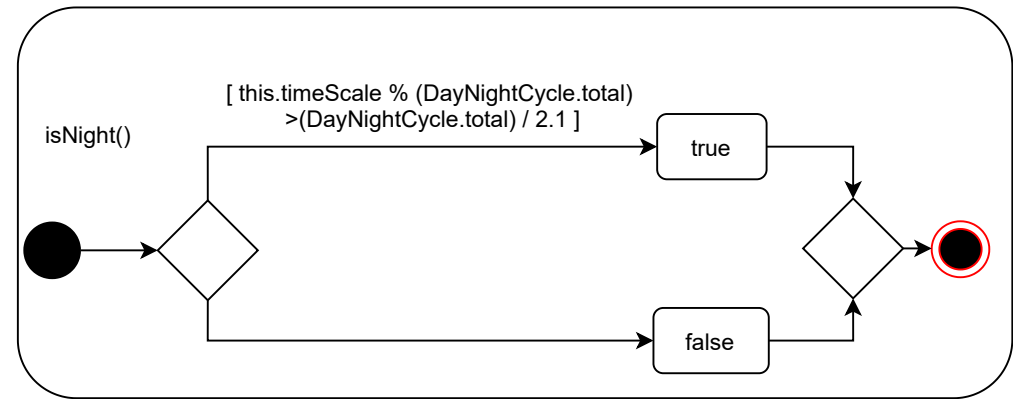 [ this.timeScale % (DayNightCycle.total)
>(DayNightCycle.total) / 2.1 ]
isNight()
true
false